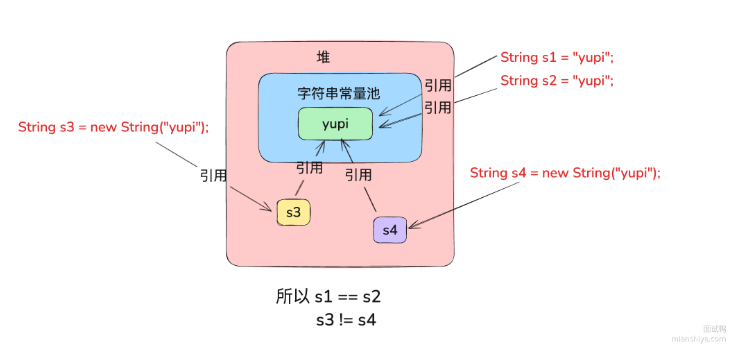 堆
String s1 = "yupi";
引用
String s2 = "yupi";
字符串常量池
引用
yupi
String s3 = new String("yupi");
引用
引用
引用
String s4 = new String("yupi");
s3
s4
所以 s1 == s2
s3 != s4
面试鸭
mianshiya.com